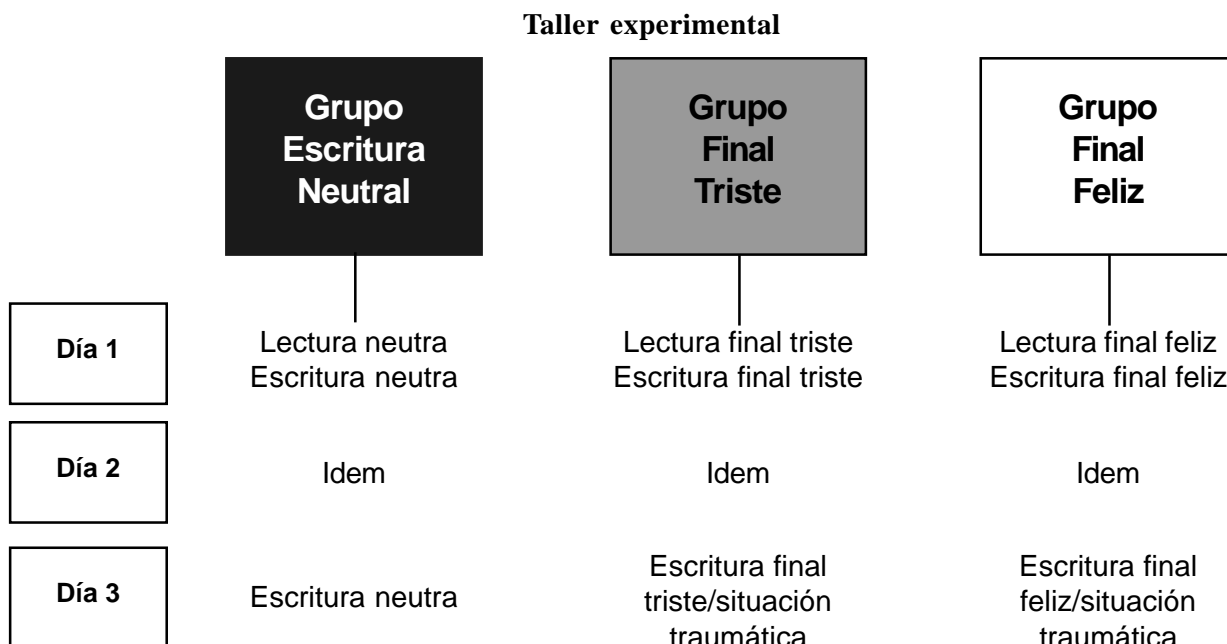 Taller experimental
Grupo
Escritura
Neutral
Grupo
Final
Triste
Grupo
Final
Feliz
Día 1
Lectura neutra
Escritura neutra
Lectura final triste
Escritura final triste
Lectura final feliz
Escritura final feliz
Día 2
Idem
Idem
Idem
Día 3
Escritura neutra
Escritura final
triste/situación
traumática
Escritura final
feliz/situación
traumática